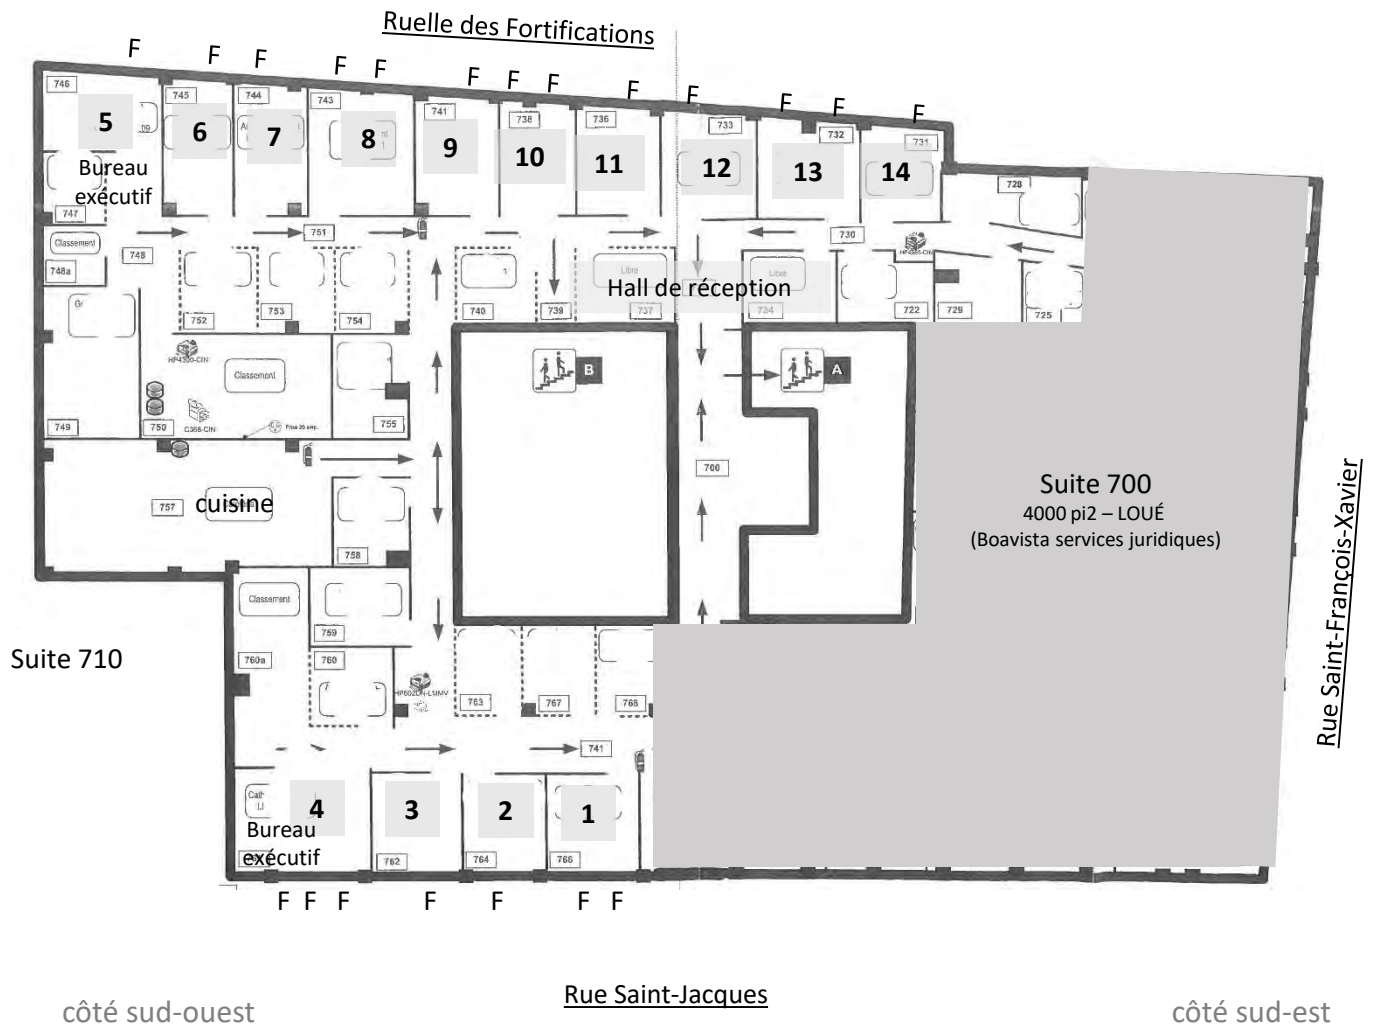 Ruelle des Fortifications
F F F F F F F F F F F F F
746 745 744 743 741 738 736 733 732 731
5 6 7 8 9 10 11 12 13 14
728
Bureau
exécutif
747
751
730
Classement
748
HP4351-CIN
748a
Libre
Libre
Hall de réception
752 753 754 740 739 737 734 722 729 725
HP4300-CIN
B
A
Classement
749 750
C368-CIN
755
700
Suite 700
4000 pi2 – LOUÉ
(Boavista services juridiques)
Rue Saint-François-Xavier
757
cuisine
758
Classement
759
Suite 710
760a 760
763 767 768
741
4 3 2 1
Bureau
exécutif
762 764 766
F F F F F F F
Rue Saint-Jacques
côté sud-ouest
côté sud-est